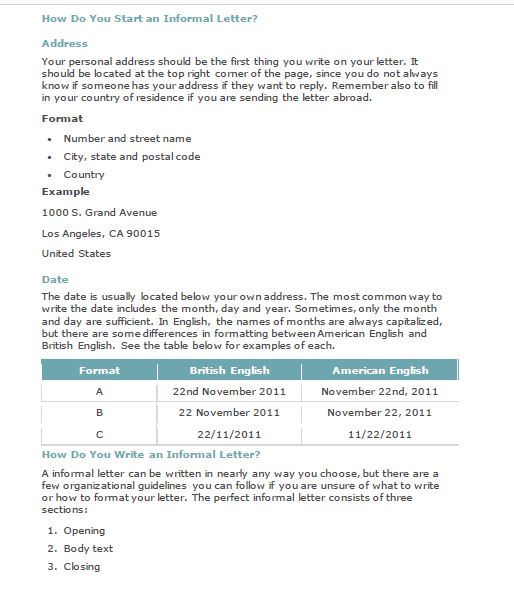 How Do You Start an Informal Letter?
Address
Your personal address should be the first thing you write on your letter. It
should be located at the top right corner of the page, since you do not always
know if someone has your address if they want to reply. Remember also to fill
in your country of residence if you are sending the letter abroad.
Format
• Number and street name
• City, state and postal code
• Country
Example
1000 S. Grand Avenue
Los Angeles, CA 90015
United States
Date
The date is usually located below your own address. The most common way to
write the date includes the month, day and year. Sometimes, only the month
and day are sufficient. In English, the names of months are always capitalized,
but there are some differences in formatting between American English and
British English. See the table below for examples of each.
Format British English American English
A 22nd November 2011 November 22nd, 2011
B 22 November 2011 November 22, 2011
C 22/11/2011 11/22/2011
How Do You Write an Informal Letter?
A informal letter can be written in nearly any way you choose, but there are a
few organizational guidelines you can follow if you are unsure of what to write
or how to format your letter. The perfect informal letter consists of three
sections:
1. Opening
2. Body text
3. Closing